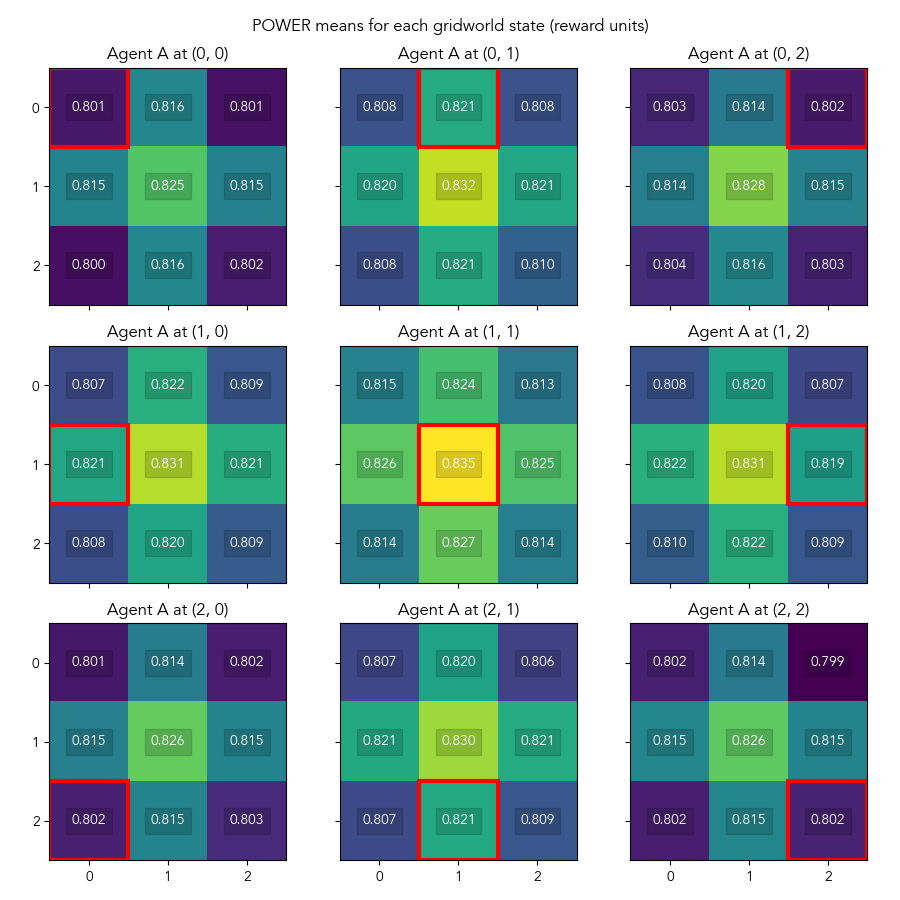 POWER means for each gridworld state (reward units)
Agent A at (0, 0) Agent A at (0, 1) Agent A at (0, 2)
0 0.801 0.816 0.801 0.808 0.821 0.808 0.803 0.814 0.802
1 0.815 0.825 0.815 0.820 0.832 0.821 0.814 0.828 0.815
2 0.800 0.816 0.802 0.808 0.821 0.810 0.804 0.816 0.803
Agent A at (1, 0) Agent A at (1, 1) Agent A at (1, 2)
0 0.807 0.822 0.809 0.815 0.824 0.813 0.808 0.820 0.807
1 0.821 0.831 0.821 0.826 0.835 0.825 0.822 0.831 0.819
2 0.808 0.820 0.809 0.814 0.827 0.814 0.810 0.822 0.809
Agent A at (2, 0) Agent A at (2, 1) Agent A at (2, 2)
0 0.801 0.814 0.802 0.807 0.820 0.806 0.802 0.814 0.799
1 0.815 0.826 0.815 0.821 0.830 0.821 0.815 0.826 0.815
2 0.802 0.815 0.803 0.807 0.821 0.809 0.802 0.815 0.802
0 1 2 0 1 2 0 1 2